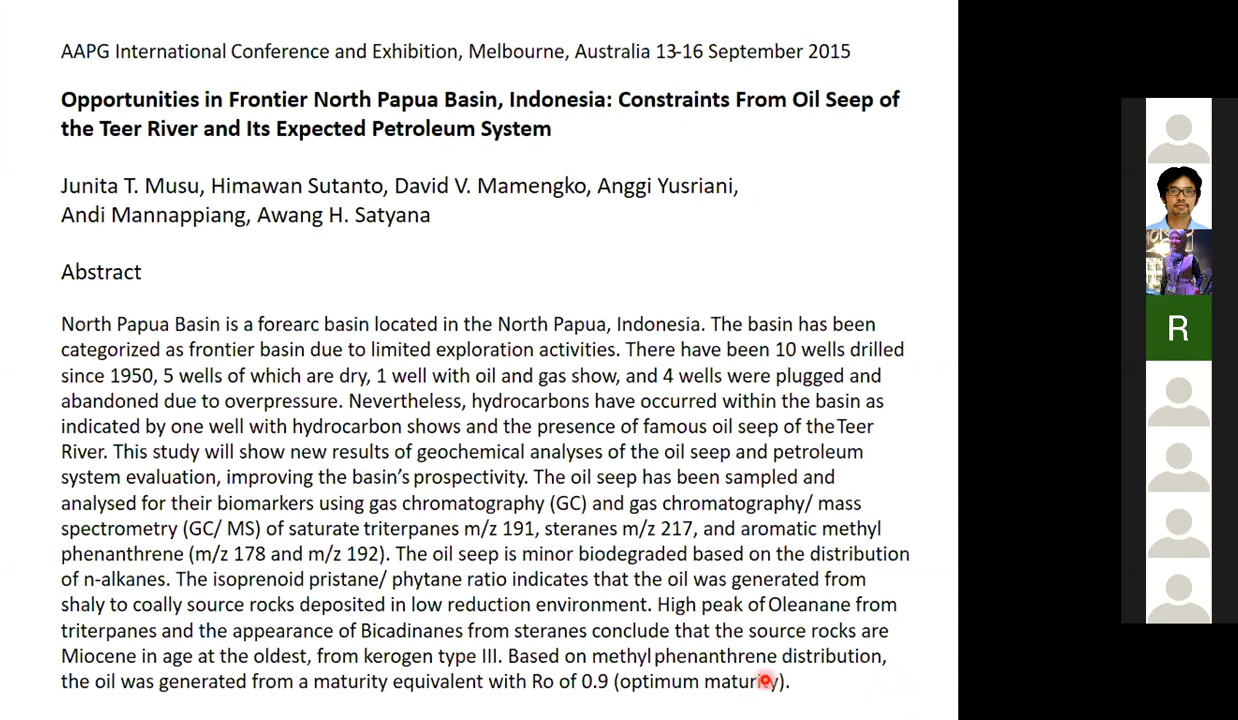 AAPG International Conference and Exhibition, Melbourne, Australia 13-16 September 2015
Opportunities in Frontier North Papua Basin, Indonesia: Constraints From Oil Seep of
the Teer River and Its Expected Petroleum System
Junita T. Musu, Himawan Sutanto, David V. Mamengko, Anggi Yusriani,
Andi Mannappiang, Awang H. Satyana
Abstract
North Papua Basin is a forearc basin located in the North Papua, Indonesia. The basin has been
categorized as frontier basin due to limited exploration activities. There have been 10 wells drilled
since 1950, 5 wells of which are dry, 1 well with oil and gas show, and 4 wells were plugged and
abandoned due to overpressure. Nevertheless, hydrocarbons have occurred within the basin as
indicated by one well with hydrocarbon shows and the presence of famous oil seep of the Teer
River. This study will show new results of geochemical analyses of the oil seep and petroleum
system evaluation, improving the basin's prospectivity. The oil seep has been sampled and
analysed for their biomarkers using gas chromatography (GC) and gas chromatography/ mass
spectrometry (GC/ MS) of saturate triterpanes m/z 191, steranes m/z 217, and aromatic methyl
phenanthrene (m/z 178 and m/z 192). The oil seep is minor biodegraded based on the distribution
of n-alkanes. The isoprenoid pristane/ phytane ratio indicates that the oil was generated from
shaly to coally source rocks deposited in low reduction environment. High peak of Oleanane from
triterpanes and the appearance of Bicadinanes from steranes conclude that the source rocks are
Miocene in age at the oldest, from kerogen type III. Based on methyl phenanthrene distribution,
the oil was generated from a maturity equivalent with Ro of 0.9 (optimum maturity).
R